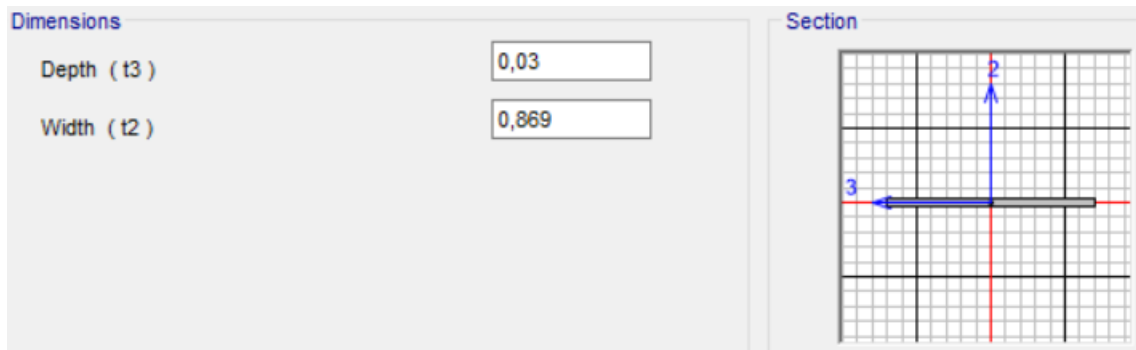 Dimensions
Depth ( t3 )
0,03
Width ( t2 )
0,869
Section
2
3